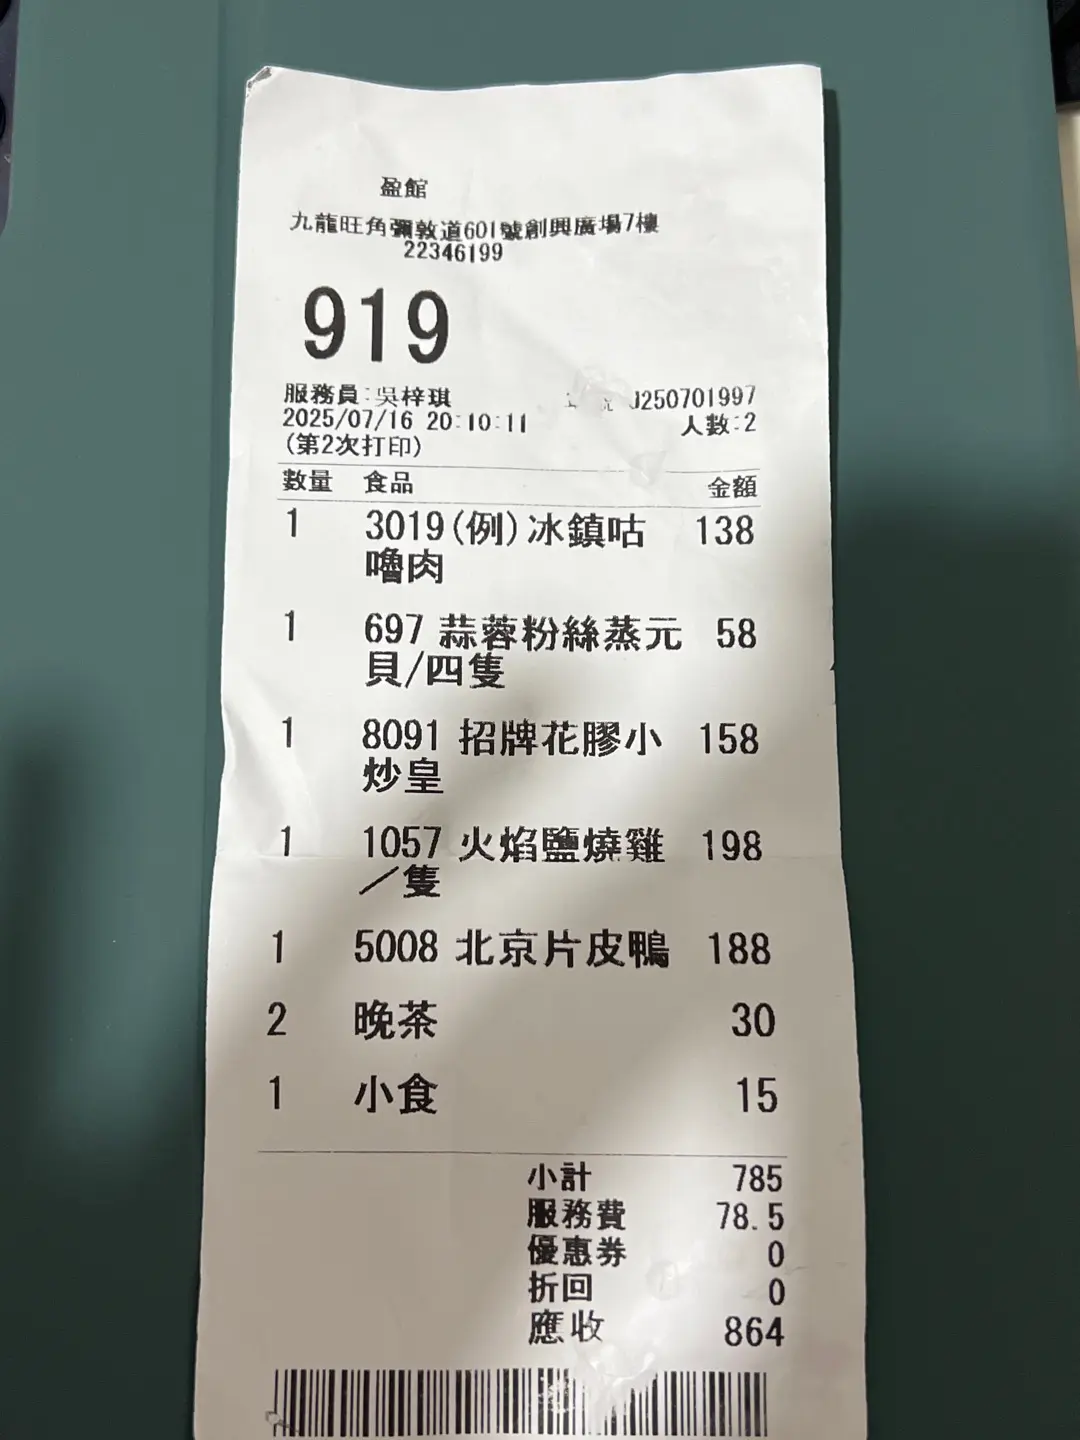 盈館
九龍旺角彌敦道601號創興廣場7樓
22346199
919
服務員:吳梓琪 J250701997
2025/07/16 20:10:11 人數:2
(第2次打印)
數量 食品 金額
1 3019(例)冰鎮咕 138
嚕肉
1 697 蒜蓉粉絲蒸元 58
貝/四隻
1 8091 招牌花膠小 158
炒皇
1 1057 火焰鹽燒雞 198
/隻
1 5008 北京片皮鴨 188
2 晚茶 30
1 小食 15
小計 785
服務費 78.5
優惠券 0
折回 0
應收 864